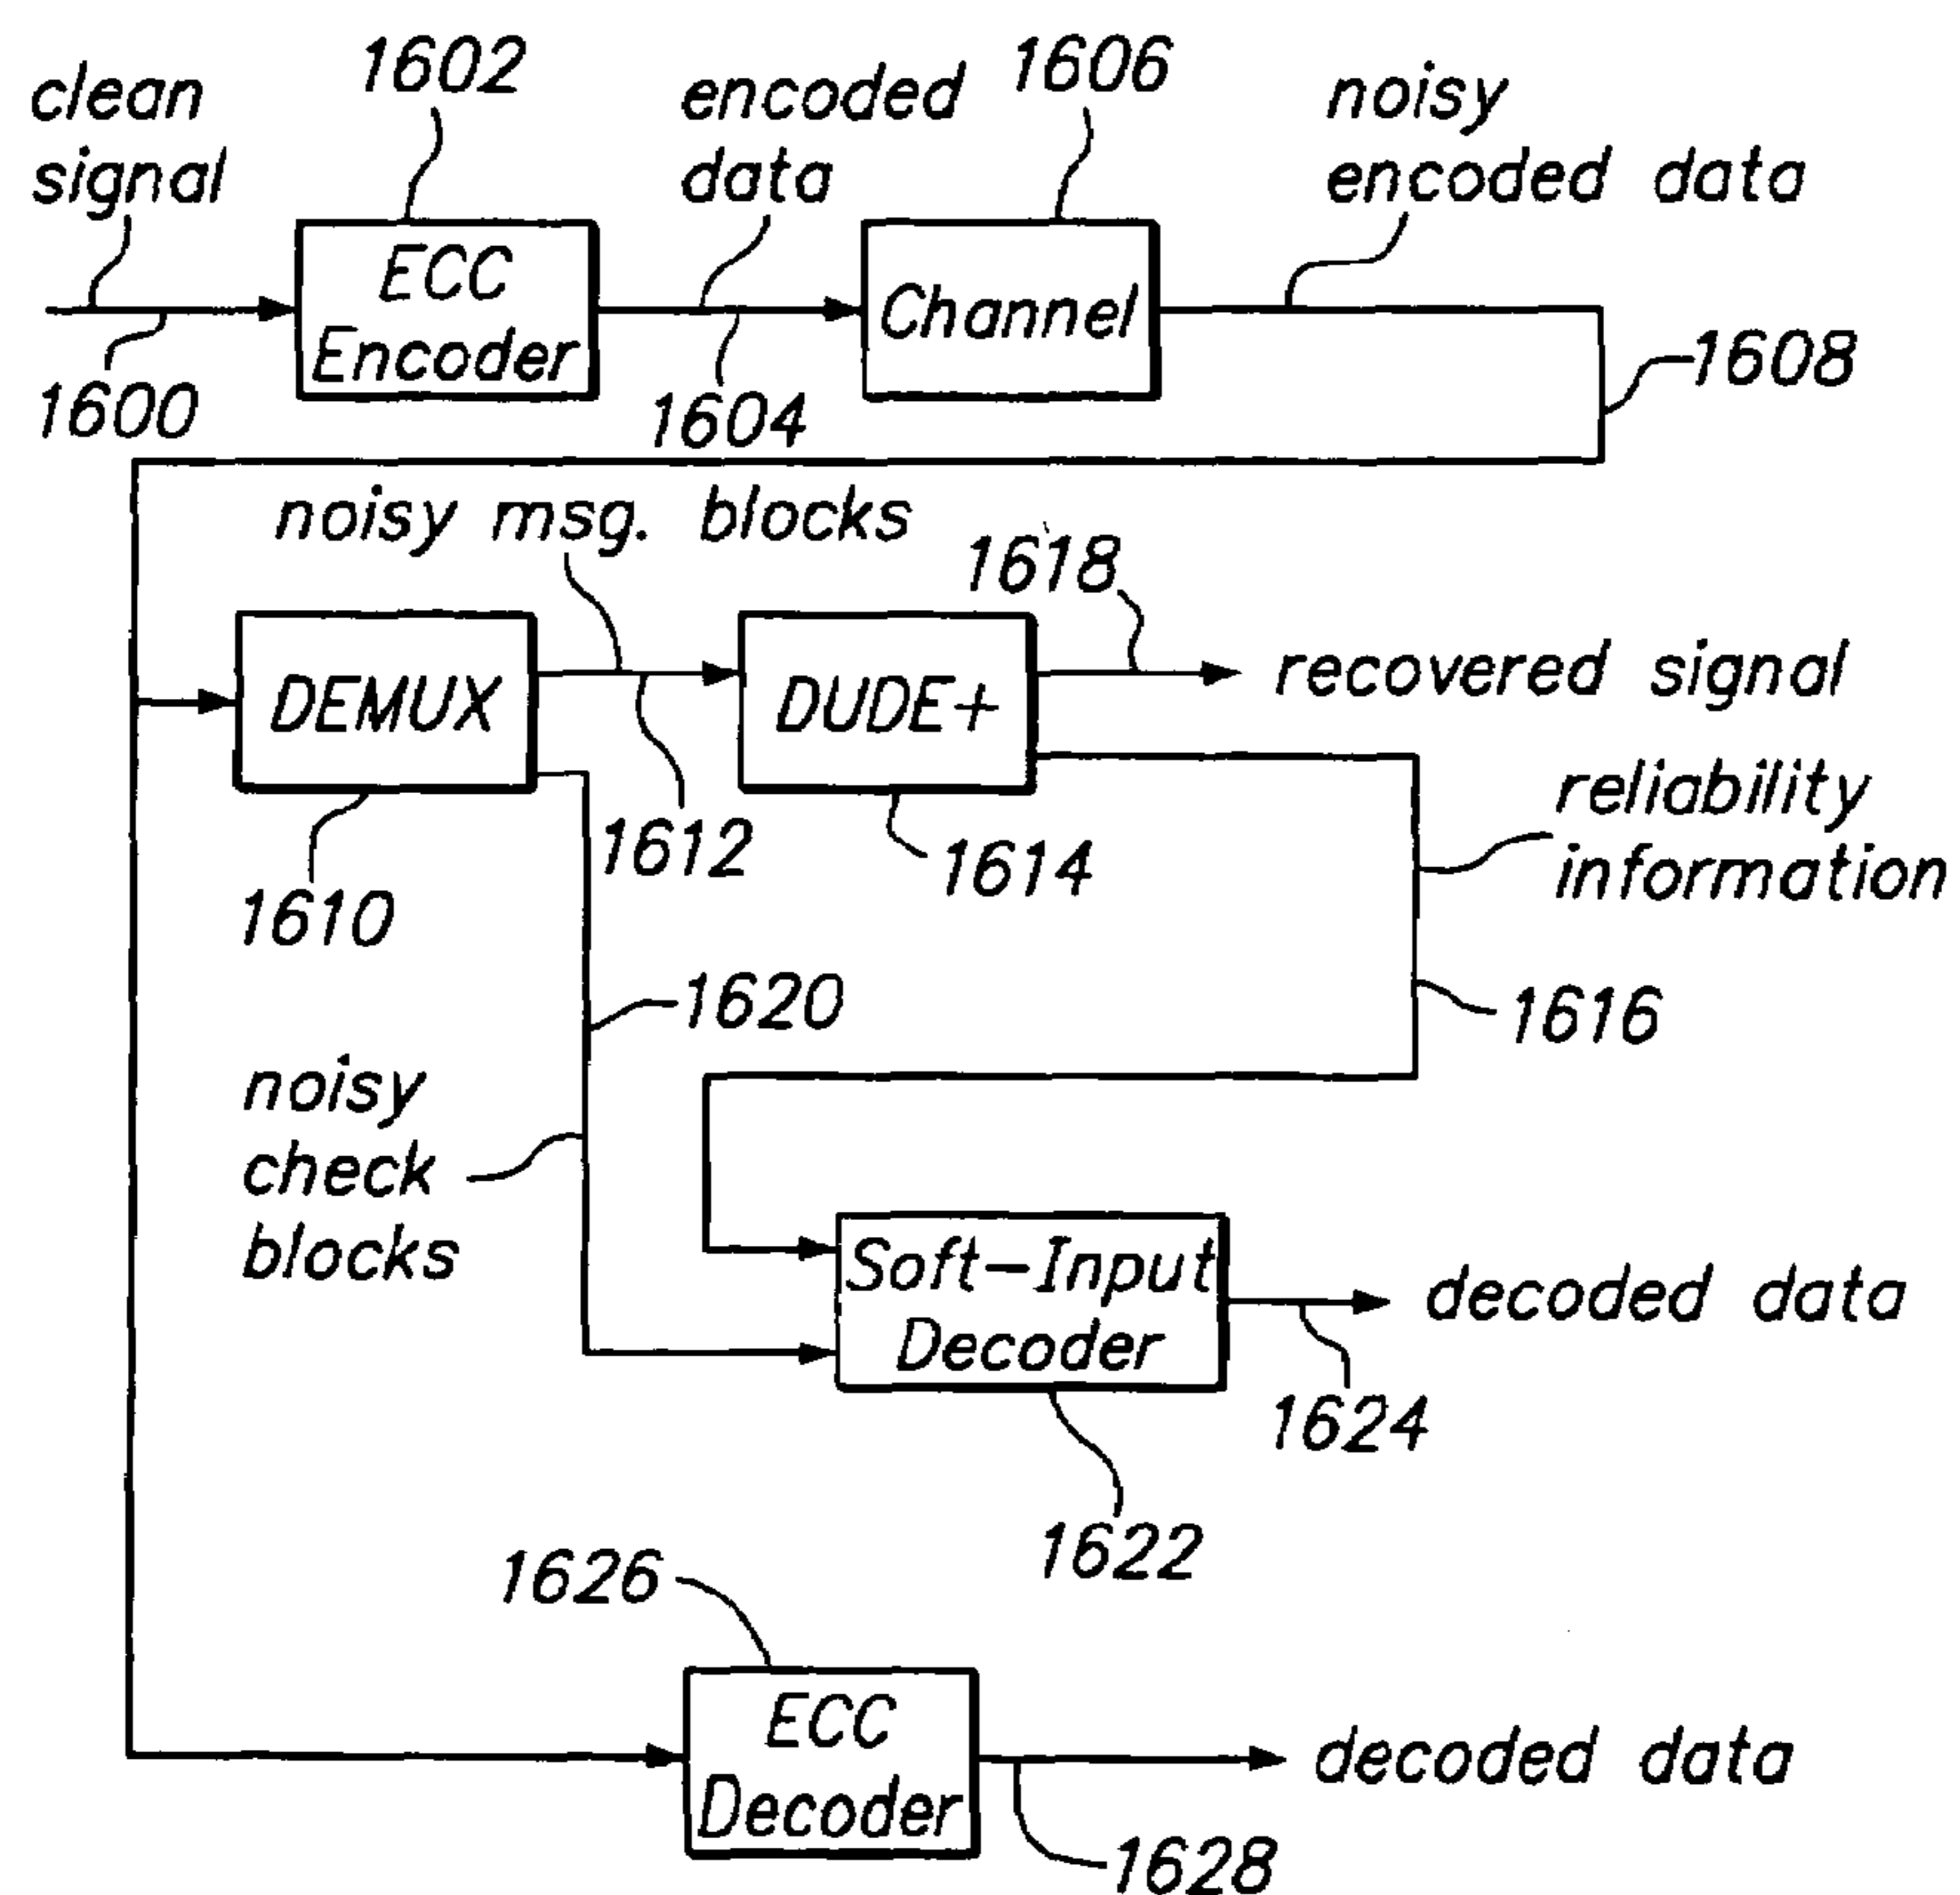 clean
signal
1602
encoded
data
1606
noisy
encoded data
ECC
Encoder
Channel
1600
1604
1608
noisy msg. blocks
1618
DEMUX
DUDE+
recovered signal
reliability
information
1612
1614
1610
1620
1616
noisy
check
blocks
Soft-Input
Decoder
decoded data
1624
1622
1626
ECC
Decoder
decoded data
1628